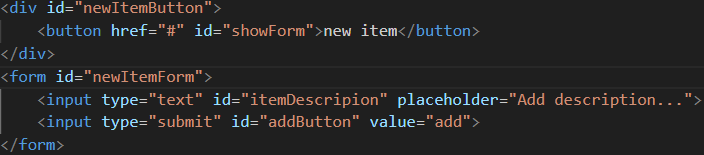 <div id="newItemButton">
<button href="#" id="showForm">new item</button>
</div>
<form id="newItemForm">
<input type="text" id="itemDescripion" placeholder="Add description...">
<input type="submit" id="addButton" value="add">
</form>